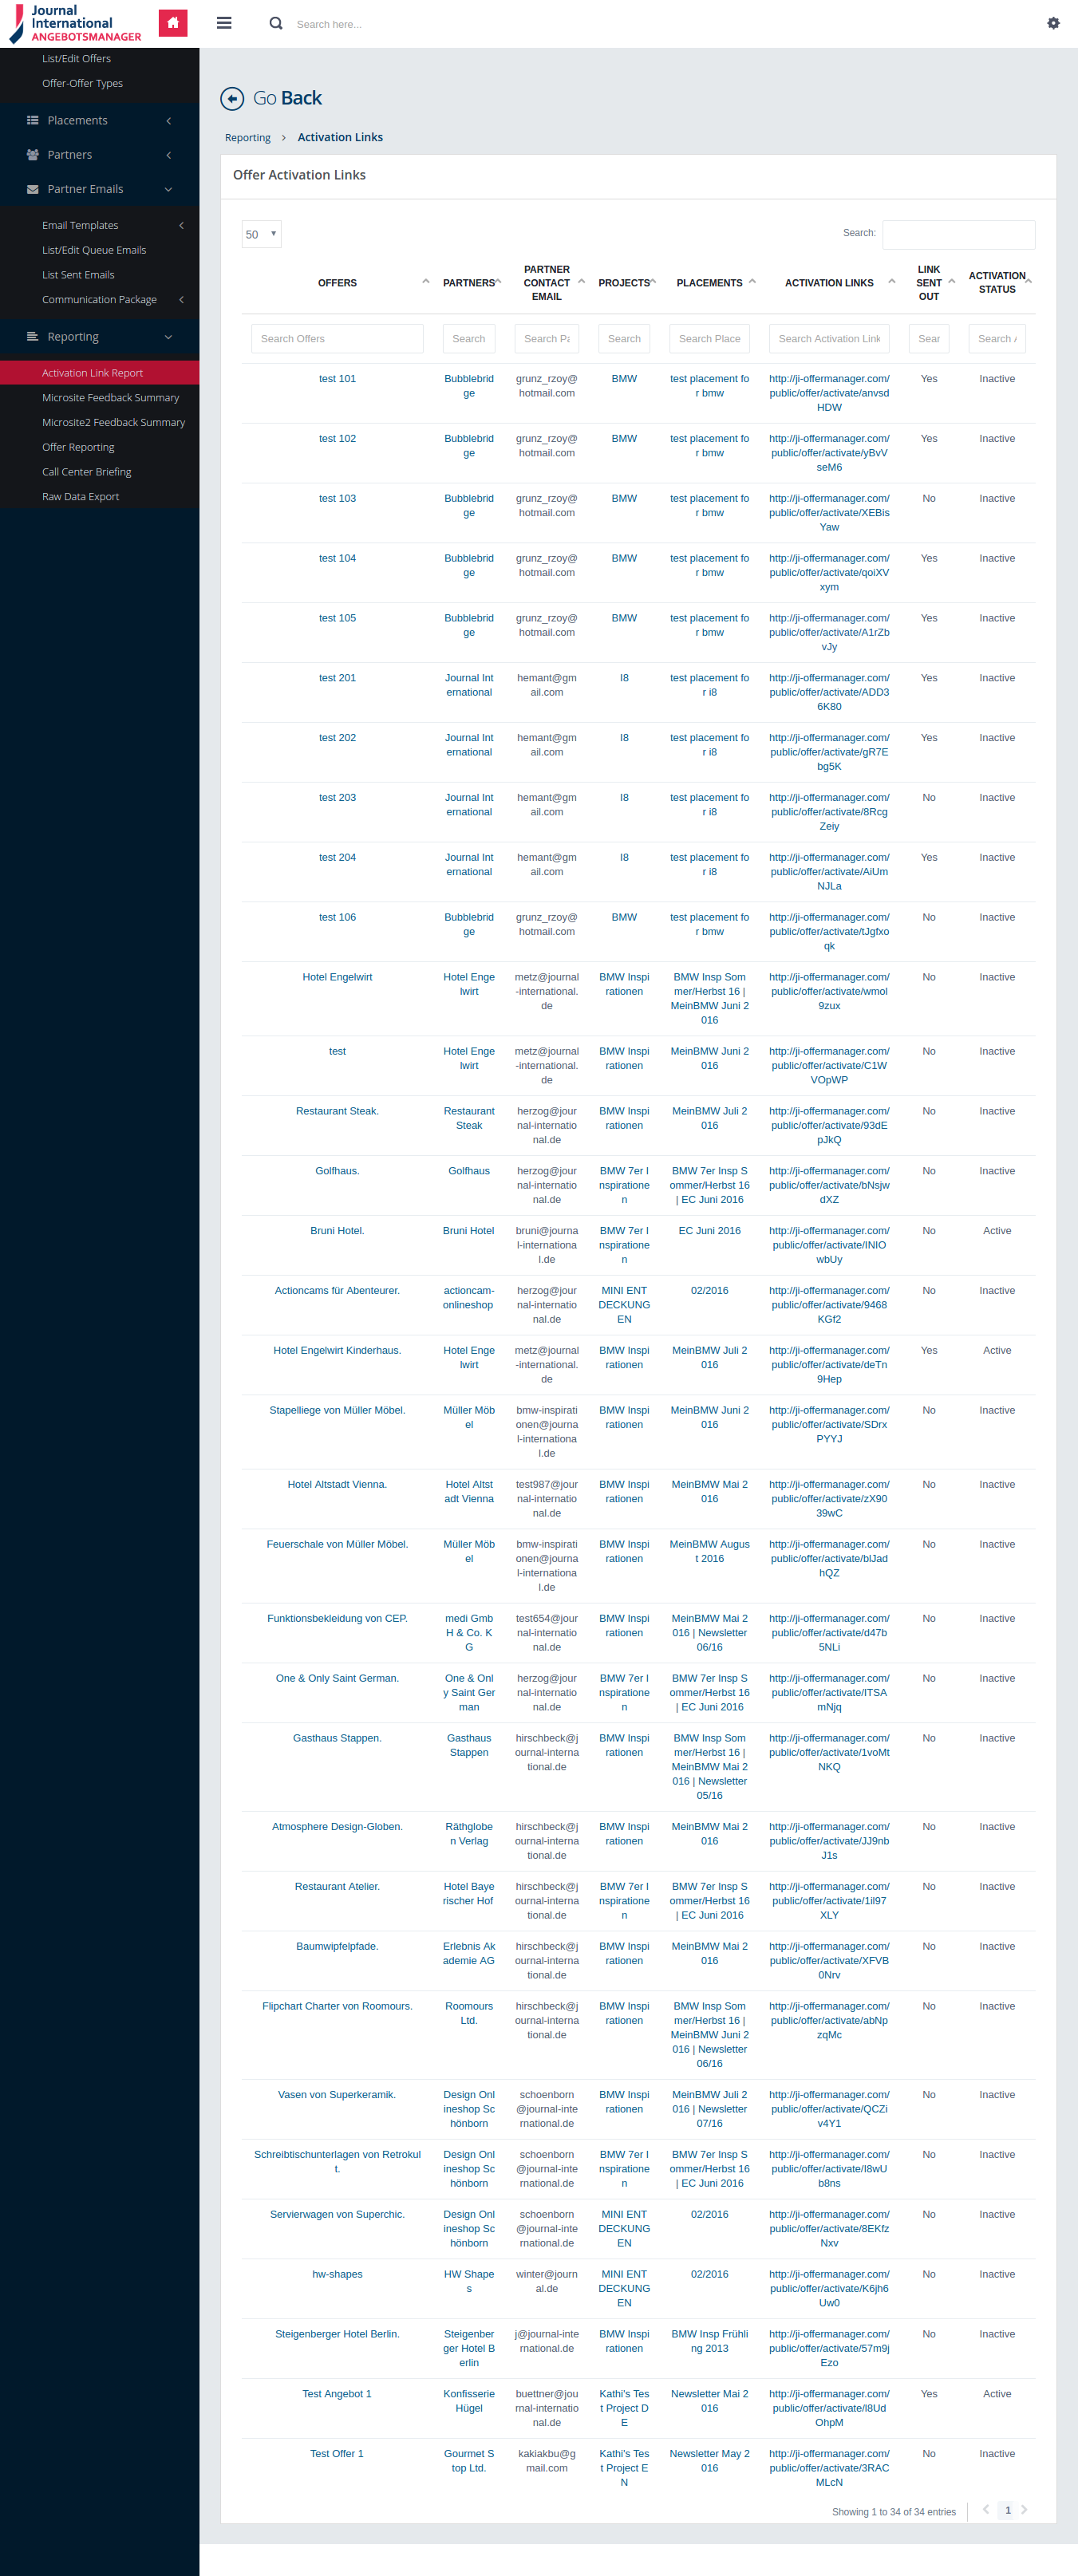 Journal
International
ANGEBOTSMANAGER
Search here...
List/Edit Offers
Offer-Offer Types
Placements
Partners
Partner Emails
Email Templates
List/Edit Queue Emails
List Sent Emails
Communication Package
Reporting
Activation Link Report
Microsite Feedback Summary
Microsite2 Feedback Summary
Offer Reporting
Call Center Briefing
Raw Data Export
Go Back
Reporting > Activation Links
Offer Activation Links
50
Search:
OFFERS PARTNERS PARTNER CONTACT EMAIL PROJECTS PLACEMENTS ACTIVATION LINKS LINK SENT OUT ACTIVATION STATUS
Search Offers Search Search Pa Search Search Place Search Activation Link Sear Search A
test 101 Bubblebridge grunz_rzoy@hotmail.com BMW test placement for bmw http://ji-offermanager.com/public/offer/activate/anvsdHDW Yes Inactive
test 102 Bubblebridge grunz_rzoy@hotmail.com BMW test placement for bmw http://ji-offermanager.com/public/offer/activate/yBvVseM6 Yes Inactive
test 103 Bubblebridge grunz_rzoy@hotmail.com BMW test placement for bmw http://ji-offermanager.com/public/offer/activate/XEBisYaw No Inactive
test 104 Bubblebridge grunz_rzoy@hotmail.com BMW test placement for bmw http://ji-offermanager.com/public/offer/activate/qoiXVxym Yes Inactive
test 105 Bubblebridge grunz_rzoy@hotmail.com BMW test placement for bmw http://ji-offermanager.com/public/offer/activate/A1rZbvJy Yes Inactive
test 201 Journal International hemant@gmail.com I8 test placement for i8 http://ji-offermanager.com/public/offer/activate/ADD36K80 Yes Inactive
test 202 Journal International hemant@gmail.com I8 test placement for i8 http://ji-offermanager.com/public/offer/activate/gR7Ebg5K Yes Inactive
test 203 Journal International hemant@gmail.com I8 test placement for i8 http://ji-offermanager.com/public/offer/activate/8RcgZeiy No Inactive
test 204 Journal International hemant@gmail.com I8 test placement for i8 http://ji-offermanager.com/public/offer/activate/AiUmNJLa Yes Inactive
test 106 Bubblebridge grunz_rzoy@hotmail.com BMW test placement for bmw http://ji-offermanager.com/public/offer/activate/tJgfxoqk No Inactive
Hotel Engelwirt Hotel Engelwirt metz@journal-international.de BMW Inspirationen BMW Insp Sommer/Herbst 16 | MeinBMW Juni 2016 http://ji-offermanager.com/public/offer/activate/wmol9zux No Inactive
test Hotel Engelwirt metz@journal-international.de BMW Inspirationen MeinBMW Juni 2016 http://ji-offermanager.com/public/offer/activate/C1WVOpWP No Inactive
Restaurant Steak. Restaurant Steak herzog@journal-international.de BMW Inspirationen MeinBMW Juli 2016 http://ji-offermanager.com/public/offer/activate/93dEpJkQ No Inactive
Golfhaus. Golfhaus herzog@journal-international.de BMW 7er Inspirationen BMW 7er Insp Sommer/Herbst 16 | EC Juni 2016 http://ji-offermanager.com/public/offer/activate/bNsjwdXZ No Inactive
Bruni Hotel. Bruni Hotel bruni@journal-international.de BMW 7er Inspirationen EC Juni 2016 http://ji-offermanager.com/public/offer/activate/INIOwbUy No Active
Actioncams für Abenteurer. actioncam-onlineshop herzog@journal-international.de MINI ENTDECKUNGEN 02/2016 http://ji-offermanager.com/public/offer/activate/9468KGf2 No Inactive
Hotel Engelwirt Kinderhaus. Hotel Engelwirt metz@journal-international.de BMW Inspirationen MeinBMW Juli 2016 http://ji-offermanager.com/public/offer/activate/deTn9Hep Yes Active
Stapelliege von Müller Möbel. Müller Möbel bmw-inspirationen@journal-international.de BMW Inspirationen MeinBMW Juni 2016 http://ji-offermanager.com/public/offer/activate/SDrxPYYJ No Inactive
Hotel Altstadt Vienna. Hotel Altstadt Vienna test987@journal-international.de BMW Inspirationen MeinBMW Mai 2016 http://ji-offermanager.com/public/offer/activate/zX9039wC No Inactive
Feuerschale von Müller Möbel. Müller Möbel bmw-inspirationen@journal-international.de BMW Inspirationen MeinBMW August 2016 http://ji-offermanager.com/public/offer/activate/blJadhQZ No Inactive
Funktionsbekleidung von CEP. medi GmbH & Co. KG test654@journal-international.de BMW Inspirationen MeinBMW Mai 2016 | Newsletter 06/16 http://ji-offermanager.com/public/offer/activate/d47b5NLi No Inactive
One & Only Saint German. One & Only Saint German herzog@journal-international.de BMW 7er Inspirationen BMW 7er Insp Sommer/Herbst 16 | EC Juni 2016 http://ji-offermanager.com/public/offer/activate/ITSAmNjq No Inactive
Gasthaus Stappen. Gasthaus Stappen hirschbeck@journal-international.de BMW Inspirationen BMW Insp Sommer/Herbst 16 | MeinBMW Mai 2016 | Newsletter 05/16 http://ji-offermanager.com/public/offer/activate/1voMtNKQ No Inactive
Atmosphere Design-Globen. Räthgloben Verlag hirschbeck@journal-international.de BMW Inspirationen MeinBMW Mai 2016 http://ji-offermanager.com/public/offer/activate/JJ9nbJ1s No Inactive
Restaurant Atelier. Hotel Bayerischer Hof hirschbeck@journal-international.de BMW 7er Inspirationen BMW 7er Insp Sommer/Herbst 16 | EC Juni 2016 http://ji-offermanager.com/public/offer/activate/1il97XLY No Inactive
Baumwipfelpfade. Erlebnis Akademie AG hirschbeck@journal-international.de BMW Inspirationen MeinBMW Mai 2016 http://ji-offermanager.com/public/offer/activate/XFVB0Nrv No Inactive
Flipchart Charter von Roomours. Roomours Ltd. hirschbeck@journal-international.de BMW Inspirationen BMW Insp Sommer/Herbst 16 | MeinBMW Juni 2016 | Newsletter 06/16 http://ji-offermanager.com/public/offer/activate/abNpzqMc No Inactive
Vasen von Superkeramik. Design Onlineshop Schönborn schoenborn@journal-international.de BMW Inspirationen MeinBMW Juli 2016 | Newsletter 07/16 http://ji-offermanager.com/public/offer/activate/QCZiv4Y1 No Inactive
Schreibtischunterlagen von Retrokult. Design Onlineshop Schönborn schoenborn@journal-international.de BMW 7er Inspirationen BMW 7er Insp Sommer/Herbst 16 | EC Juni 2016 http://ji-offermanager.com/public/offer/activate/I8wUb8ns No Inactive
Servierwagen von Superchic. Design Onlineshop Schönborn schoenborn@journal-international.de MINI ENTDECKUNGEN 02/2016 http://ji-offermanager.com/public/offer/activate/8EKfzNxv No Inactive
hw-shapes HW Shapes winter@journal.de MINI ENTDECKUNGEN 02/2016 http://ji-offermanager.com/public/offer/activate/K6jh6Uw0 No Inactive
Steigenberger Hotel Berlin. Steigenberger Hotel Berlin j@journal-international.de BMW Inspirationen BMW Insp Frühling 2013 http://ji-offermanager.com/public/offer/activate/57m9jEzo No Inactive
Test Angebot 1 Konfisserie Hügel buettner@journal-international.de Kathi's Test Project DE Newsletter Mai 2016 http://ji-offermanager.com/public/offer/activate/l8UdOhpM Yes Active
Test Offer 1 Gourmet Stop Ltd. kakiakbu@gmail.com Kathi's Test Project EN Newsletter May 2016 http://ji-offermanager.com/public/offer/activate/3RACMLcN No Inactive
Showing 1 to 34 of 34 entries 1